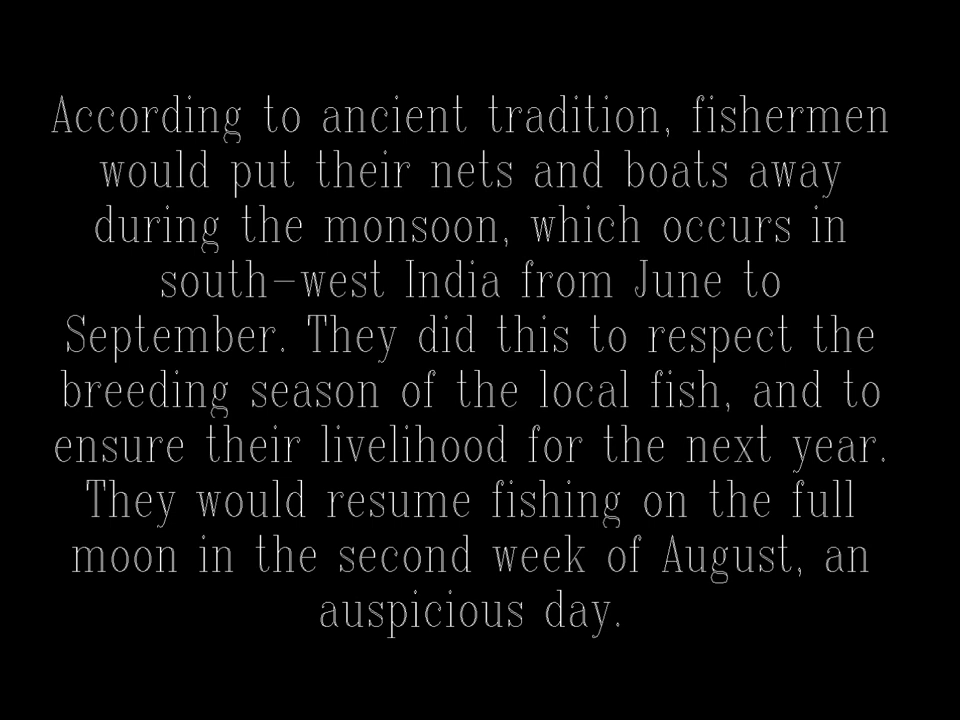 According to ancient tradition, fishermen
would put their nets and boats away
during the monsoon, which occurs in
south-west India from June to
September. They did this to respect the
breeding season of the local fish, and to
ensure their livelihood for the next year.
They would resume fishing on the full
moon in the second week of August, an
auspicious day.